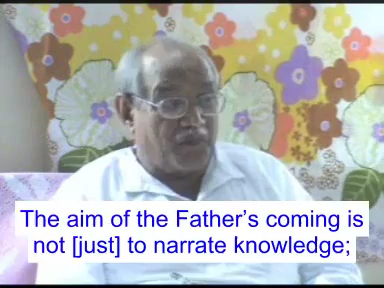 The aim of the Father's coming is
not [just] to narrate knowledge;